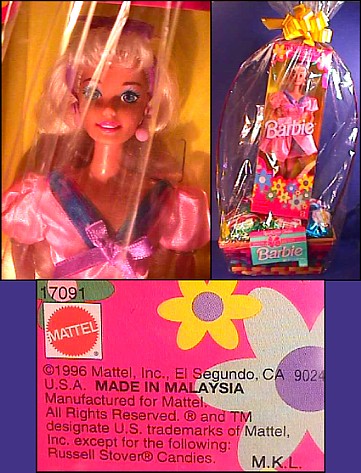 Barbie
Barbie
17091
MATTEL
©1996 Mattel, Inc., El Segundo, CA 9024
U.S.A. MADE IN MALAYSIA
Manufactured for Mattel.
All Rights Reserved. ® and TM
designate U.S. trademarks of Mattel,
Inc. except for the following:
Russell Stover® Candies.
M.K.L.